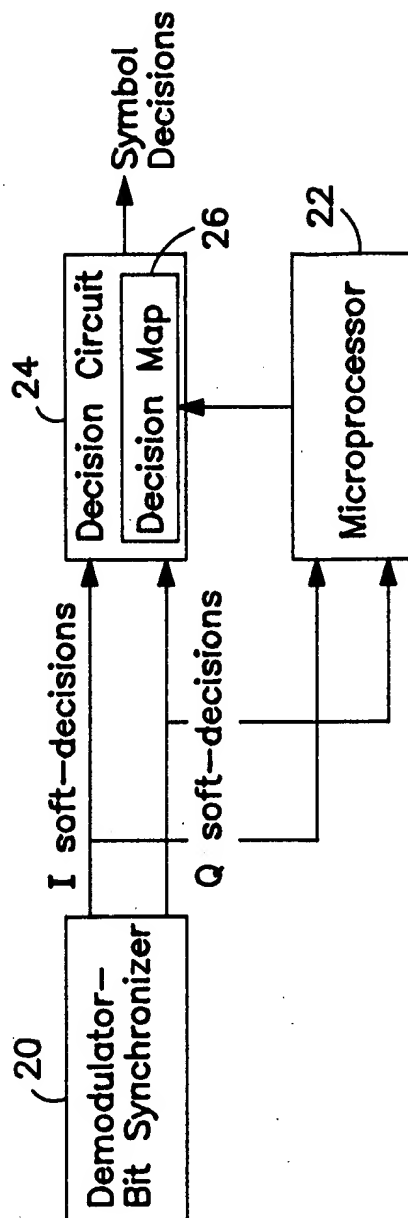 20
Demodulator-
Bit Synchronizer
I soft-decisions
Q soft-decisions
24
Decision Circuit
Decision Map
26
Symbol
Decisions
22
Microprocessor